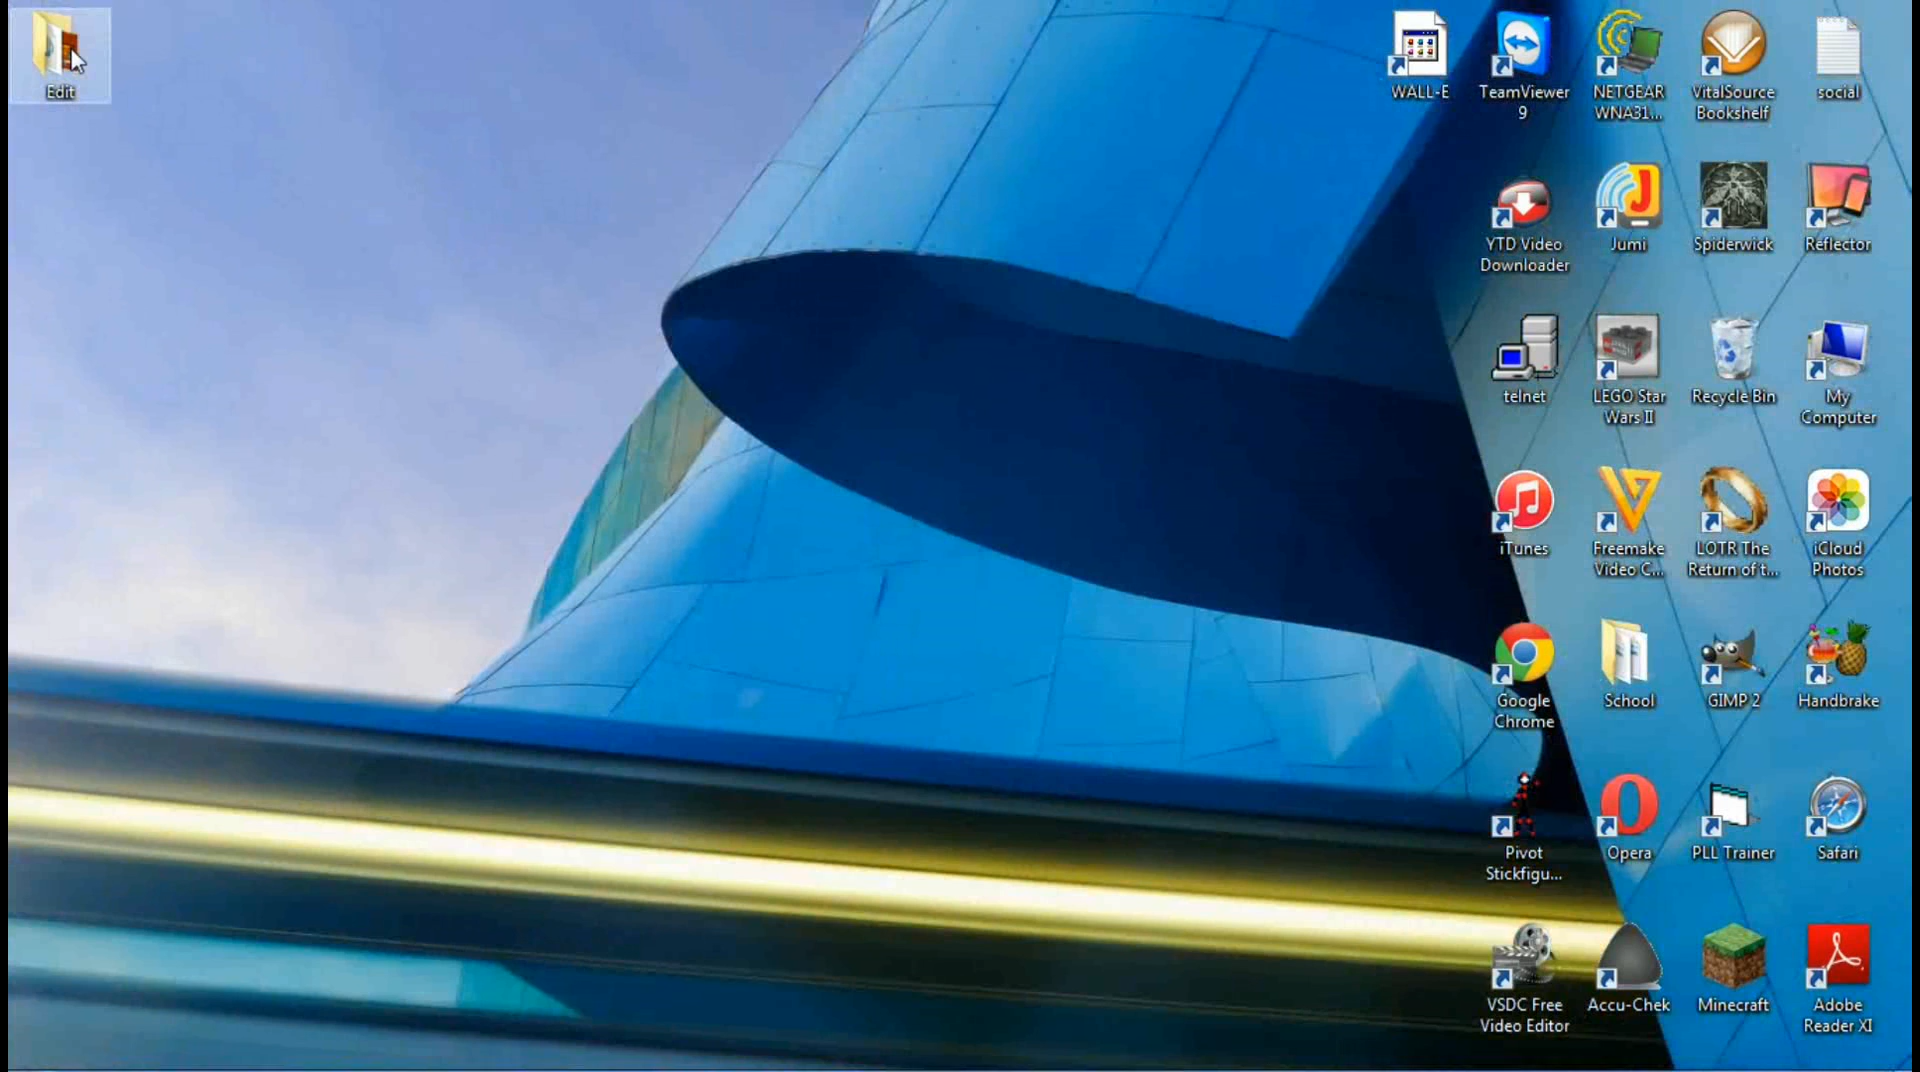 Edit
WALL-E
TeamViewer
9
NETGEAR
WNA31...
VitalSource
Bookshelf
social
YTD Video
Downloader
Jumi
Spiderwick
Reflector
telnet
LEGO Star
Wars II
Recycle Bin
My
Computer
iTunes
Freemake
Video C...
LOTR The
Return of t...
iCloud
Photos
Google
Chrome
School
GIMP 2
Handbrake
Pivot
Stickfigu...
Opera
PLL Trainer
Safari
VSDC Free
Video Editor
Accu-Chek
Minecraft
Adobe
Reader XI